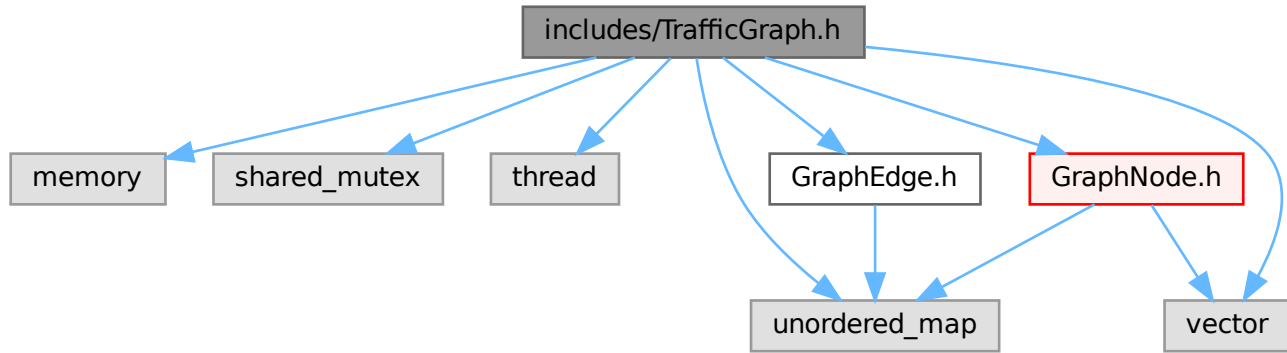 includes/TrafficGraph.h
memory
shared_mutex
thread
GraphEdge.h
GraphNode.h
unordered_map
vector